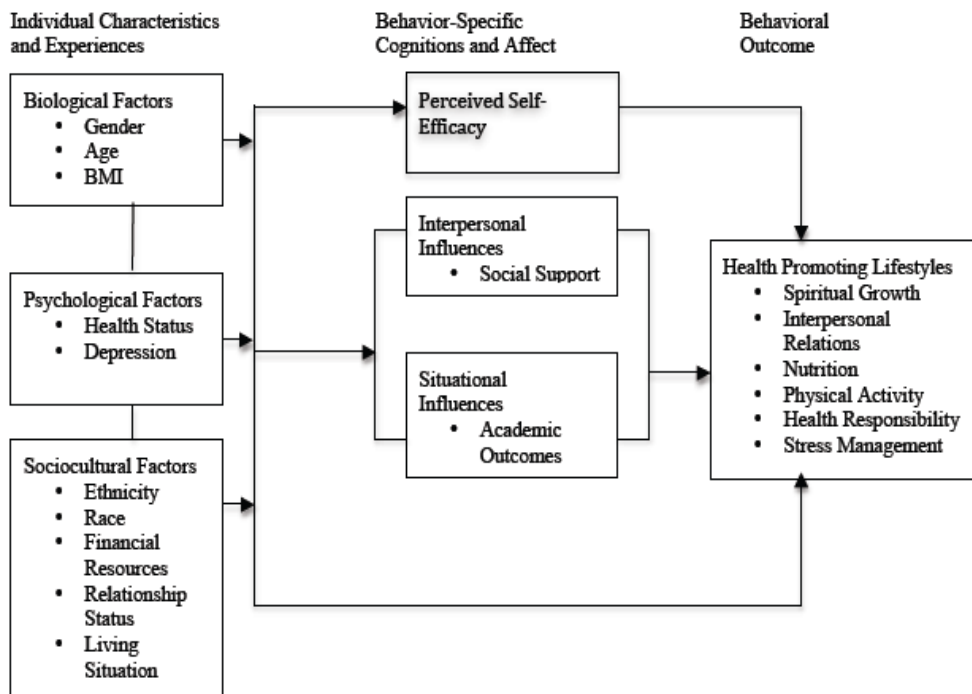 Individual Characteristics
and Experiences
Behavior-Specific
Cognitions and Affect
Behavioral
Outcome
Biological Factors
• Gender
• Age
• BMI
Psychological Factors
• Health Status
• Depression
Sociocultural Factors
• Ethnicity
• Race
• Financial
Resources
• Relationship
Status
• Living
Situation
Perceived Self-
Efficacy
Interpersonal
Influences
• Social Support
Situational
Influences
• Academic
Outcomes
Health Promoting Lifestyles
• Spiritual Growth
• Interpersonal
Relations
• Nutrition
• Physical Activity
• Health Responsibility
• Stress Management